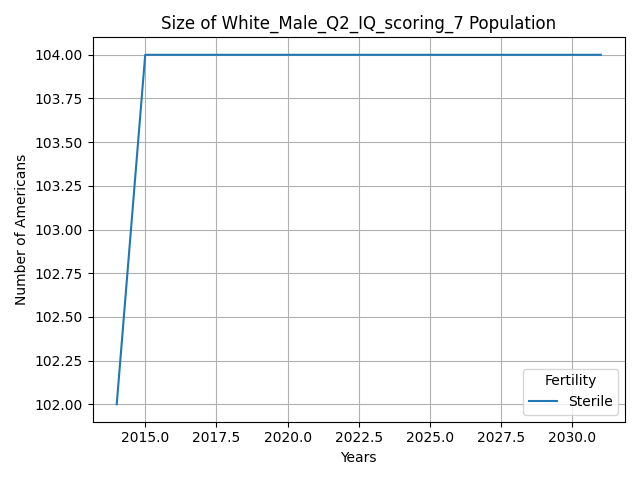 Size of White_Male_Q2_IQ_scoring_7 Population
104.00
103.75
103.50
103.25
103.00
102.75
102.50
102.25
102.00
Number of Americans
Fertility
Sterile
2015.0 2017.5 2020.0 2022.5 2025.0 2027.5 2030.0
Years